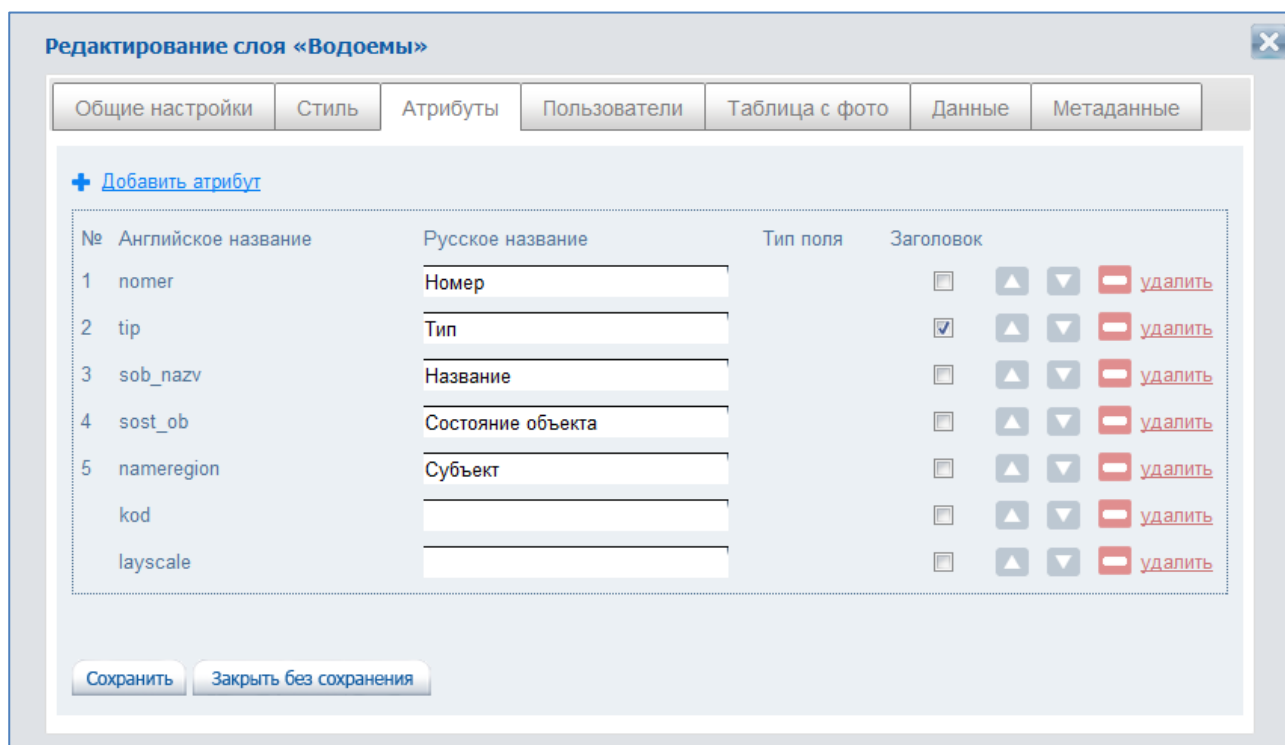 Редактирование слоя «Водоемы»
Общие настройки Стиль Атрибуты Пользователи Таблица с фото Данные Метаданные
Добавить атрибут
№ Английское название Русское название Тип поля Заголовок
1 nomer Номер удалить
2 tip Тип удалить
3 sob_nazv Название удалить
4 sost_ob Состояние объекта удалить
5 nameregion Субъект удалить
kod удалить
layscale удалить
Сохранить Закрыть без сохранения